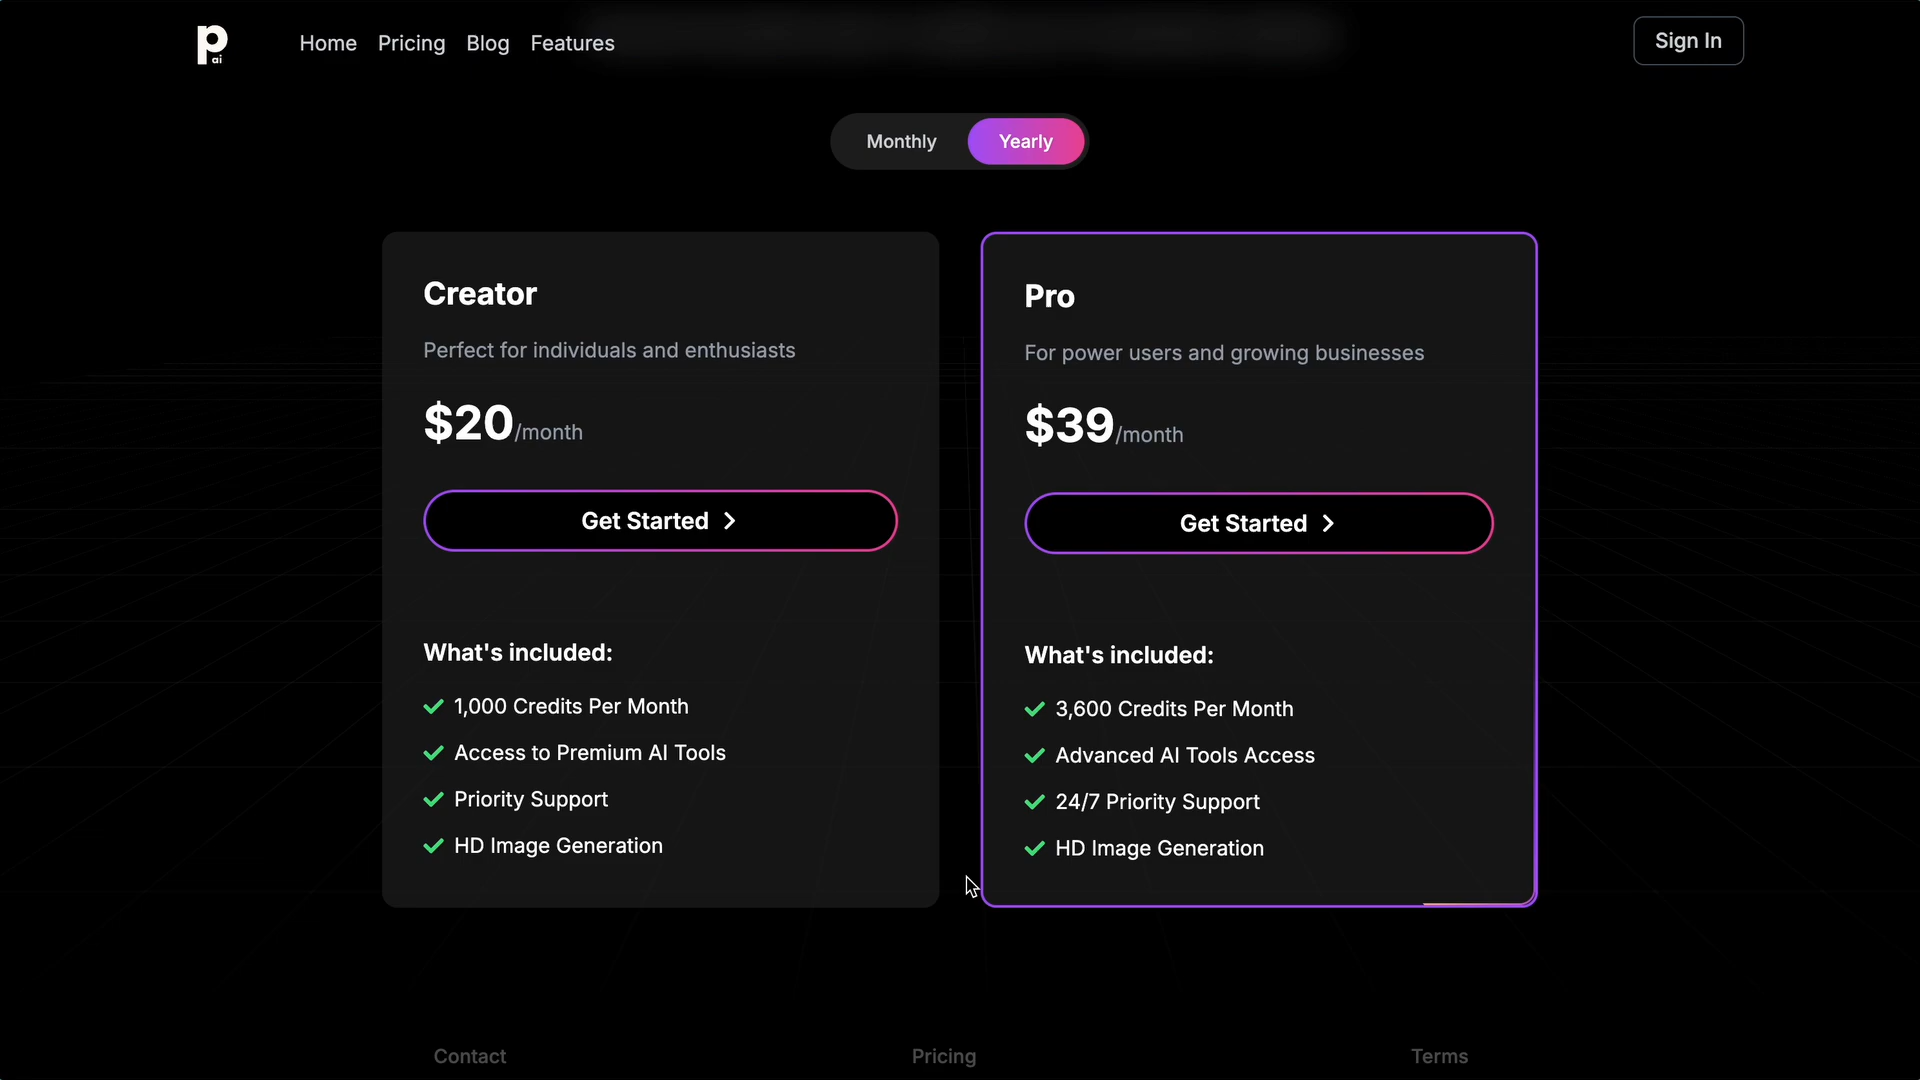 p
ai
Home
Pricing
Blog
Features
Sign In
Monthly
Yearly
Creator
Perfect for individuals and enthusiasts
$20/month
Get Started
What's included:
1,000 Credits Per Month
Access to Premium AI Tools
Priority Support
HD Image Generation
Pro
For power users and growing businesses
$39/month
Get Started
What's included:
3,600 Credits Per Month
Advanced AI Tools Access
24/7 Priority Support
HD Image Generation
Contact
Pricing
Terms